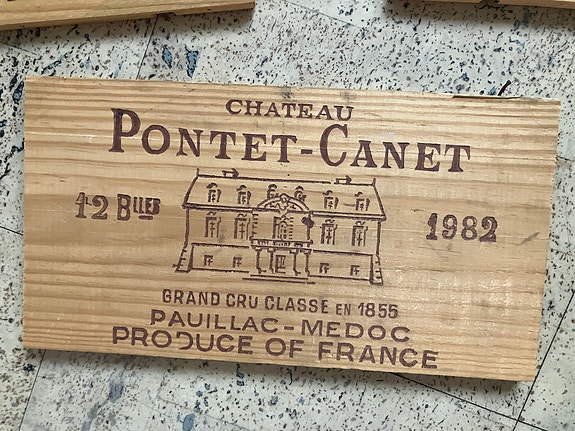 CHATEAU
PONTET-CANET
12 BLLES
1982
GRAND CRU CLASSE EN 1855
PAUILLAC-MEDOC
PRODUCE OF FRANCE